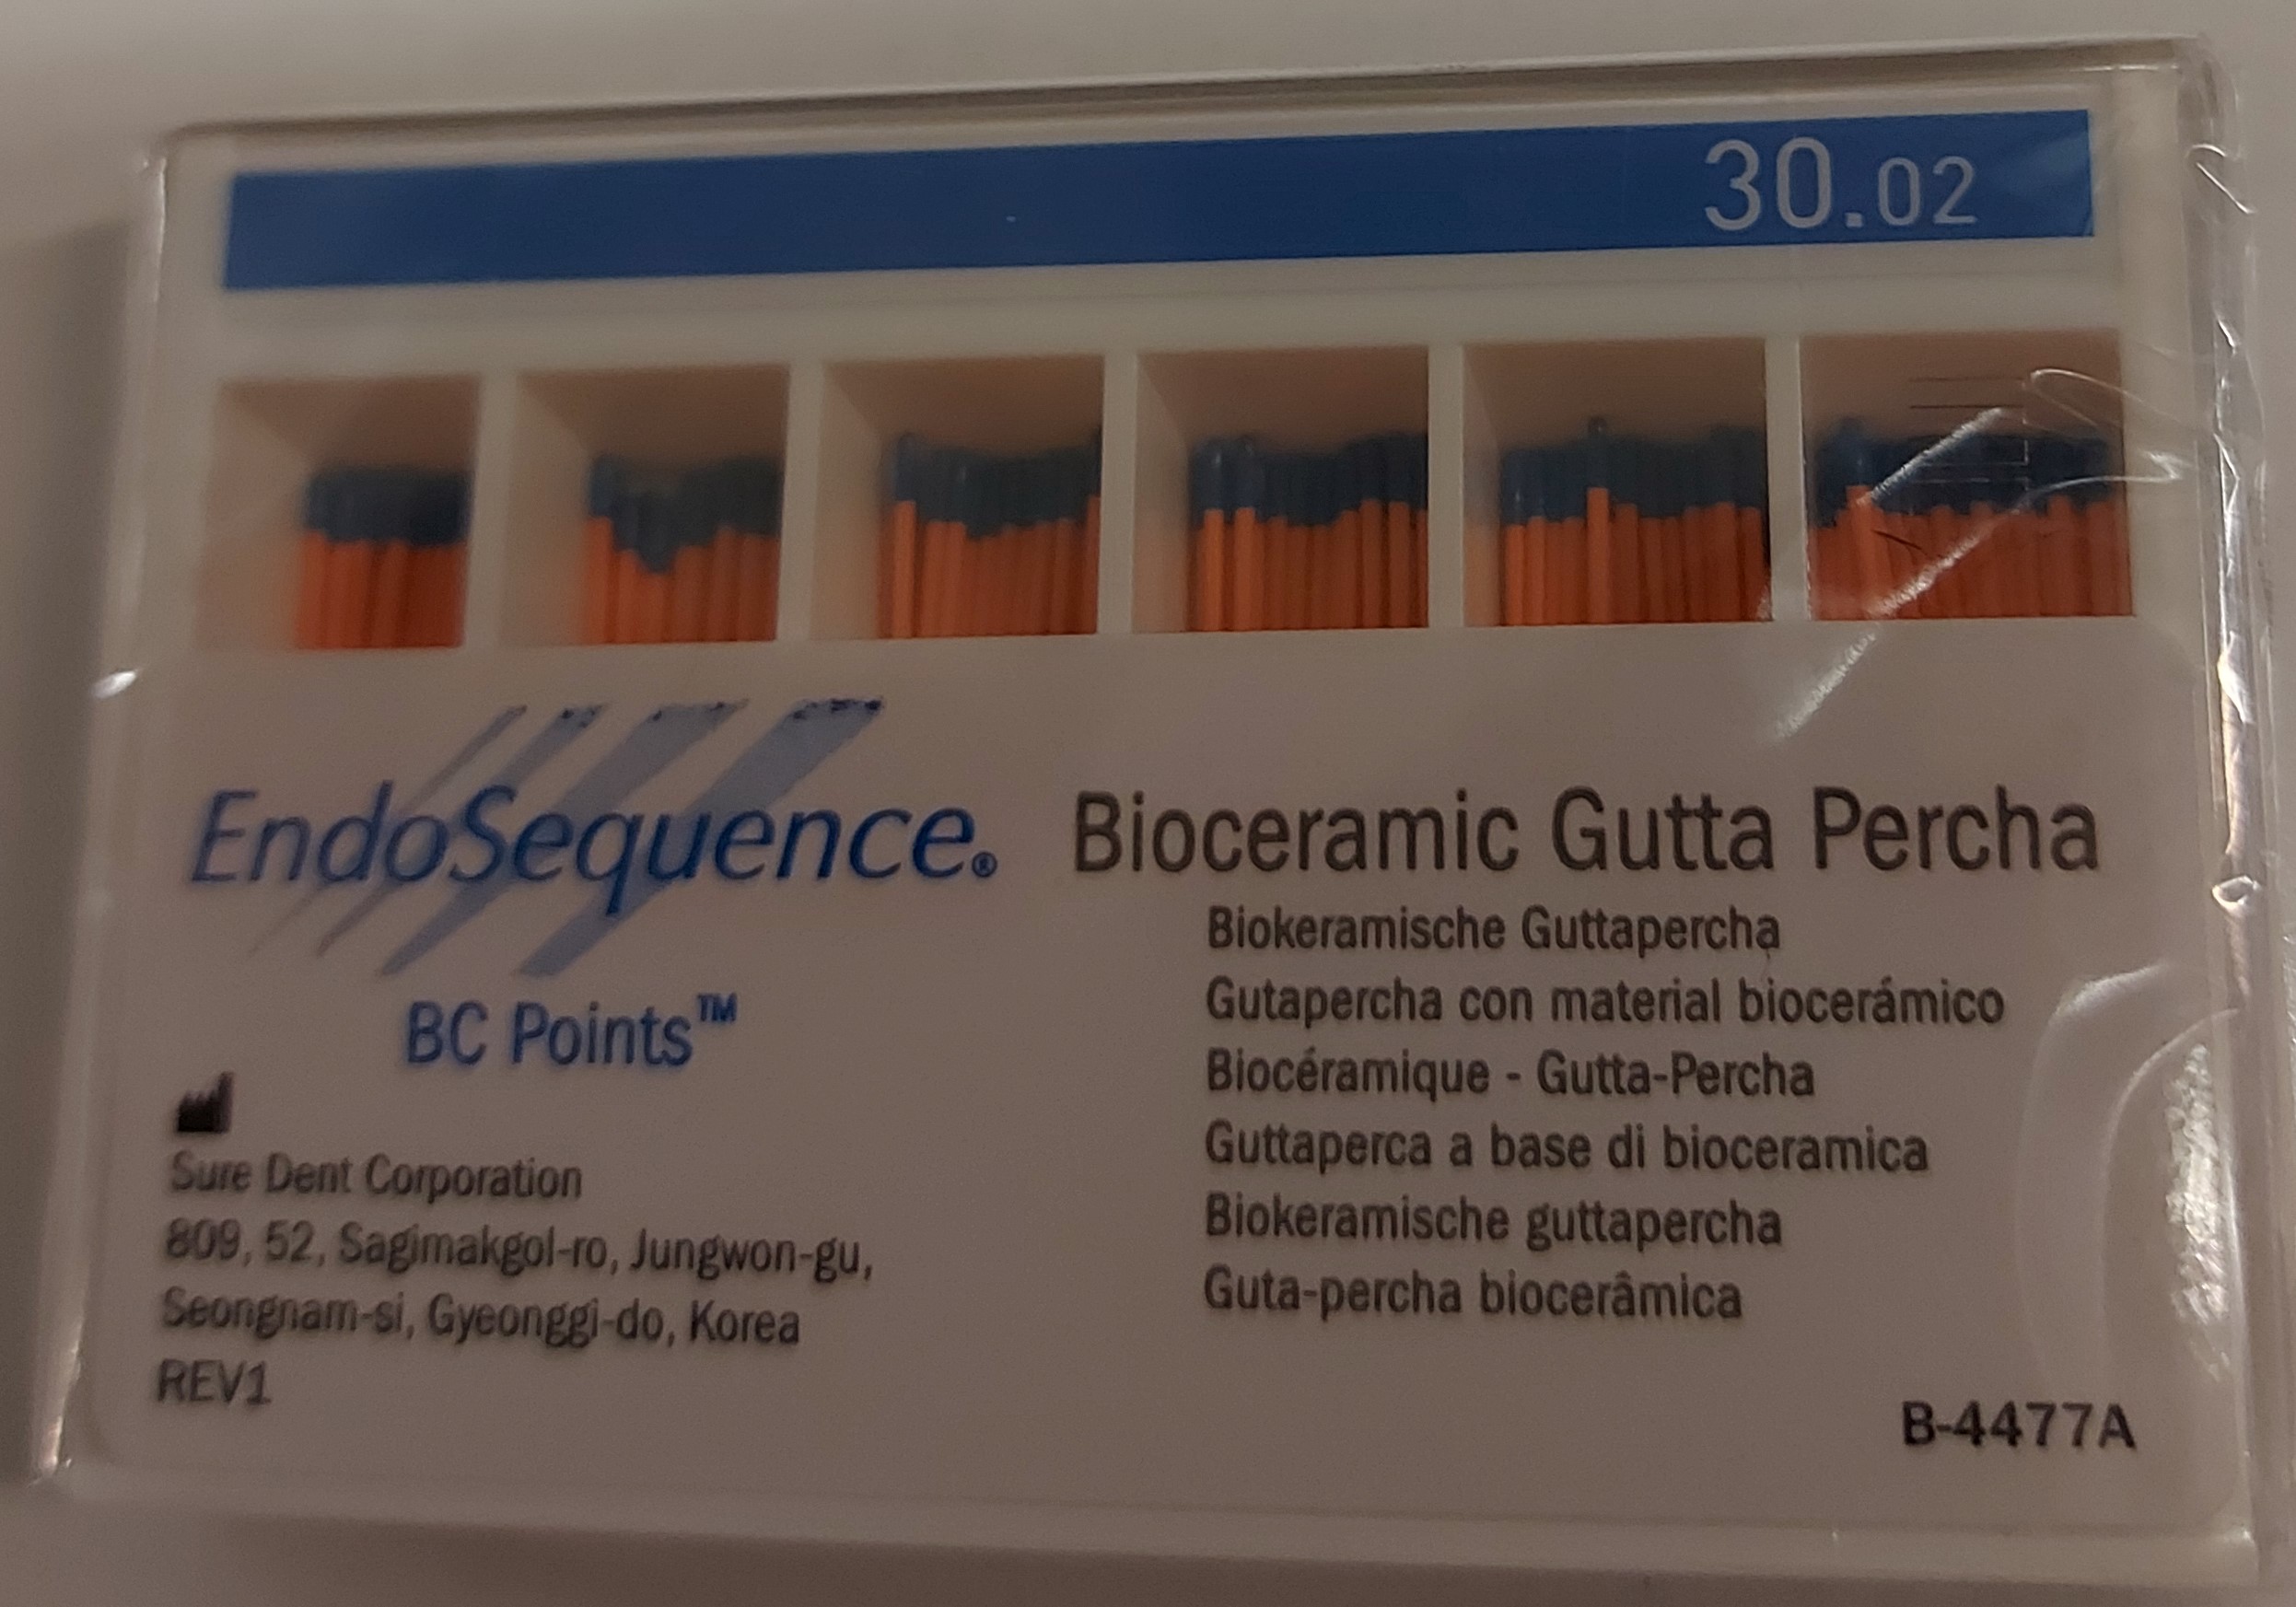 30.02
EndoSequence®
BC Points™
Bioceramic Gutta Percha
Biokeramische Guttapercha
Gutapercha con material biocerámico
Biocéramique - Gutta-Percha
Guttaperca a base di bioceramica
Biokeramische guttapercha
Guta-percha biocerâmica
Sure Dent Corporation
809, 52, Sagimakgol-ro, Jungwon-gu,
Seongnam-si, Gyeonggi-do, Korea
REV1
B-4477A